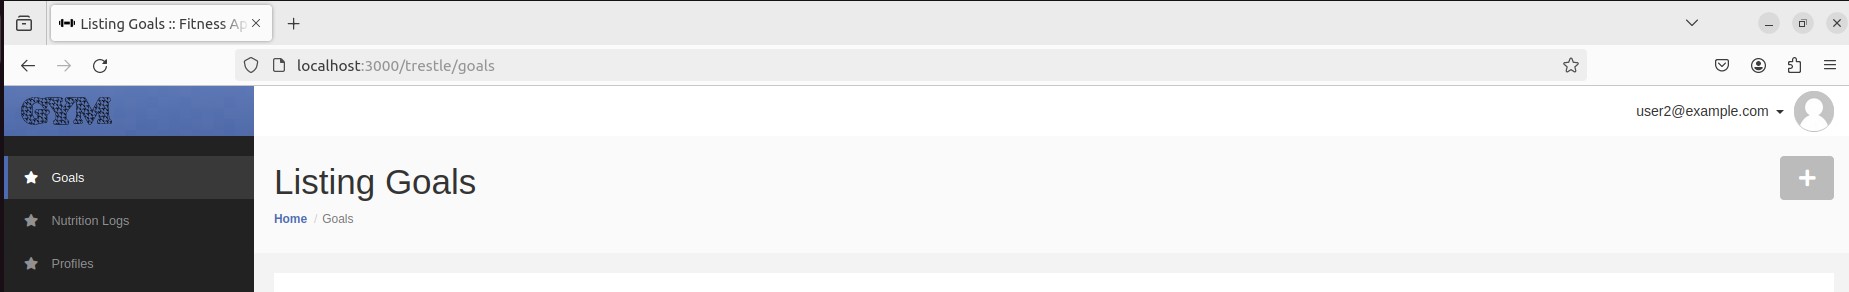 Listing Goals :: Fitness Ap
localhost:3000/trestle/goals
GYM
user2@example.com
Goals
Nutrition Logs
Profiles
Listing Goals
Home / Goals